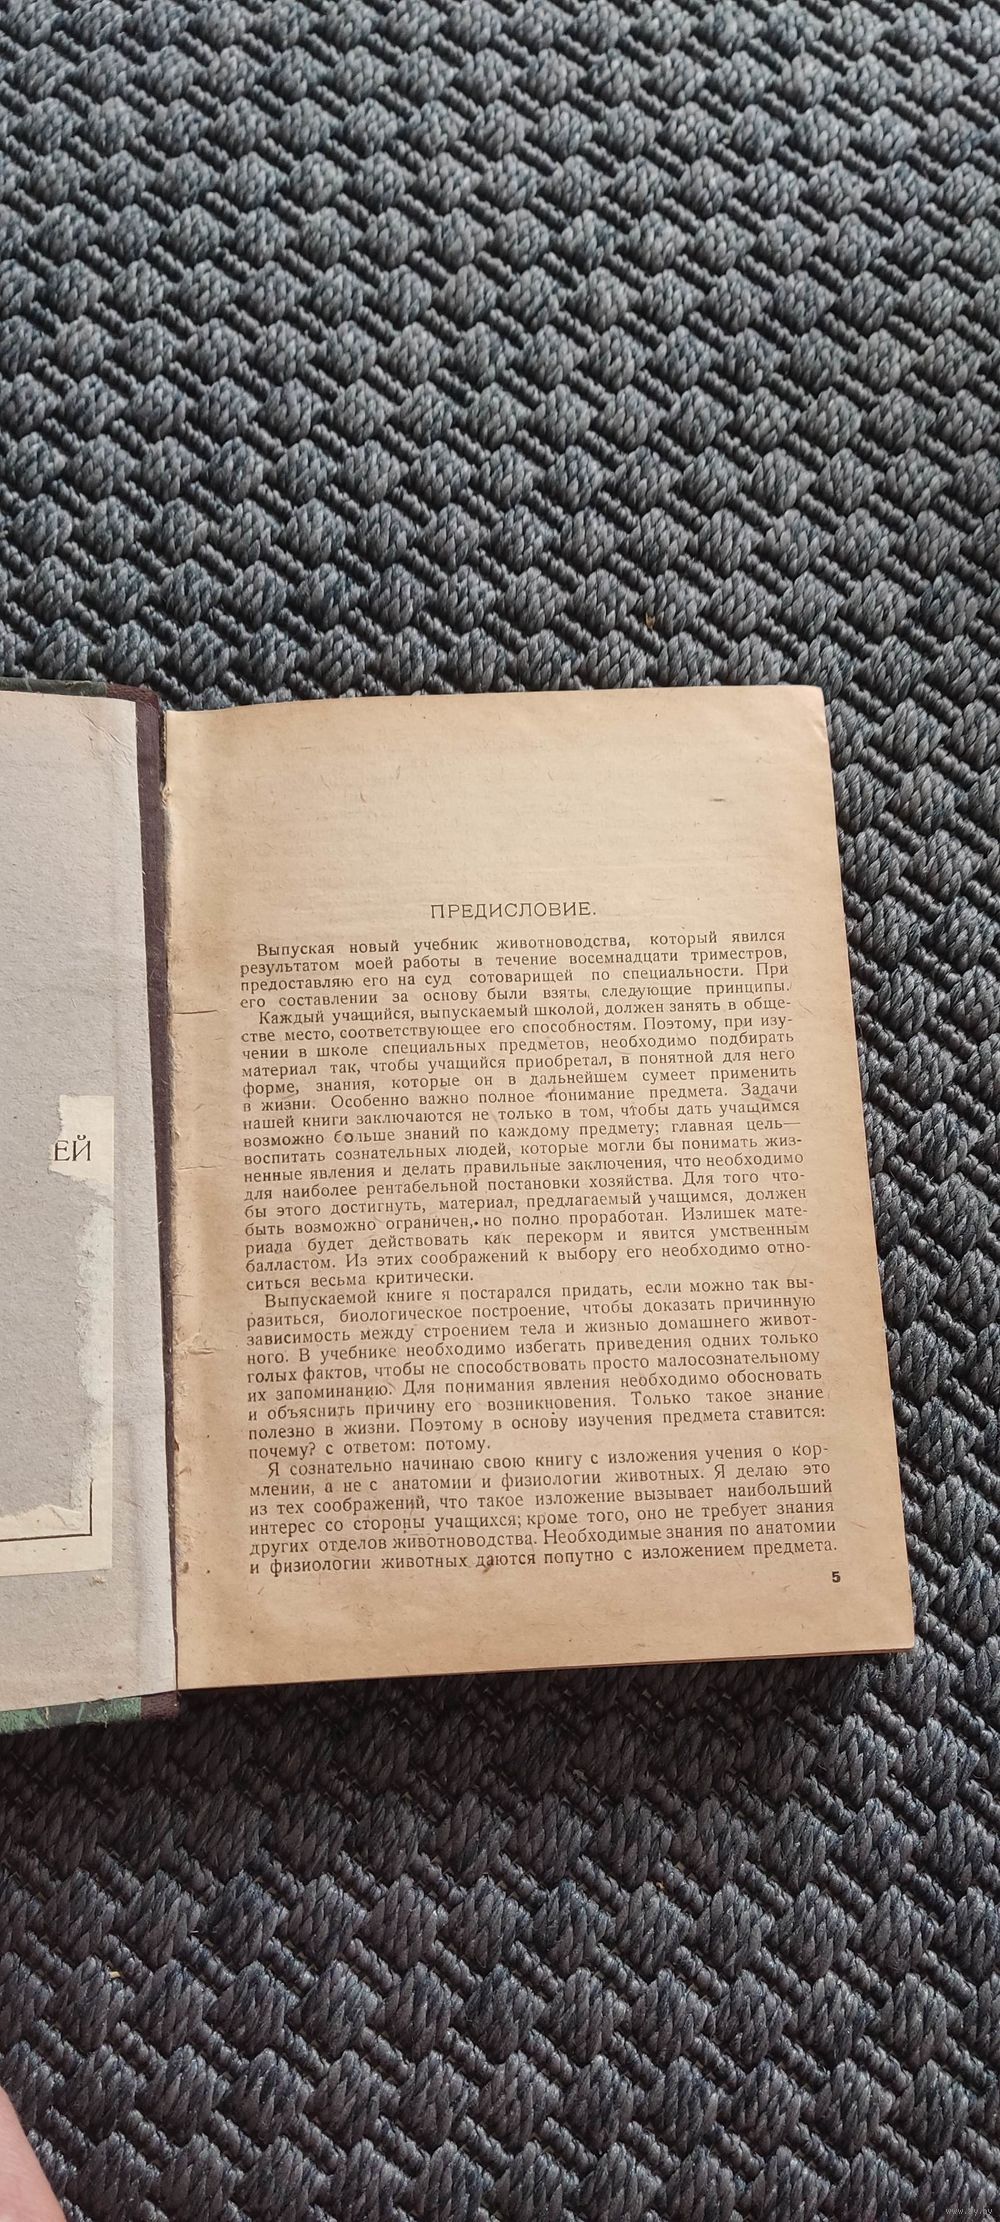 ЕЙ
ПРЕДИСЛОВИЕ.
Выпуская новый учебник животноводства, который явился
результатом моей работы в течение восемнадцати триместров,
предоставляю его на суд сотоварищей по специальности. При
его составлении за основу были взяты следующие принципы.
Каждый учащийся, выпускаемый школой, должен занять в обще-
стве место, соответствующее его способностям. Поэтому, при изу-
чении в школе специальных предметов, необходимо подбирать
материал так, чтобы учащийся приобретал, в понятной для него
форме, знания, которые он в дальнейшем сумеет применить
в жизни. Особенно важно полное понимание предмета. Задачи
нашей книги заключаются не только в том, чтобы дать учащимся
возможно больше знаний по каждому предмету; главная цель—
воспитать сознательных людей, которые могли бы понимать жиз-
ненные явления и делать правильные заключения, что необходимо
для наиболее рентабельной постановки хозяйства. Для того что-
бы этого достигнуть, материал, предлагаемый учащимся, должен
быть возможно ограничен, но полно проработан. Излишек мате-
риала будет действовать как перекорм и явится умственным
балластом. Из этих соображений к выбору его необходимо отно-
ситься весьма критически.
Выпускаемой книге я постарался придать, если можно так вы-
разиться, биологическое построение, чтобы доказать причинную
зависимость между строением тела и жизнью домашнего живот-
ного. В учебнике необходимо избегать приведения одних только
голых фактов, чтобы не способствовать просто малосознательному
их запоминанию. Для понимания явления необходимо обосновать
и объяснить причину его возникновения. Только такое знание
полезно в жизни. Поэтому в основу изучения предмета ставится:
почему? с ответом: потому.
Я сознательно начинаю свою книгу с изложения учения о кор-
млении, а не с анатомии и физиологии животных. Я делаю это
из тех соображений, что такое изложение вызывает наибольший
интерес со стороны учащихся; кроме того, оно не требует знания
других отделов животноводства. Необходимые знания по анатомии
и физиологии животных даются попутно с изложением предмета.
5
www.ay.by